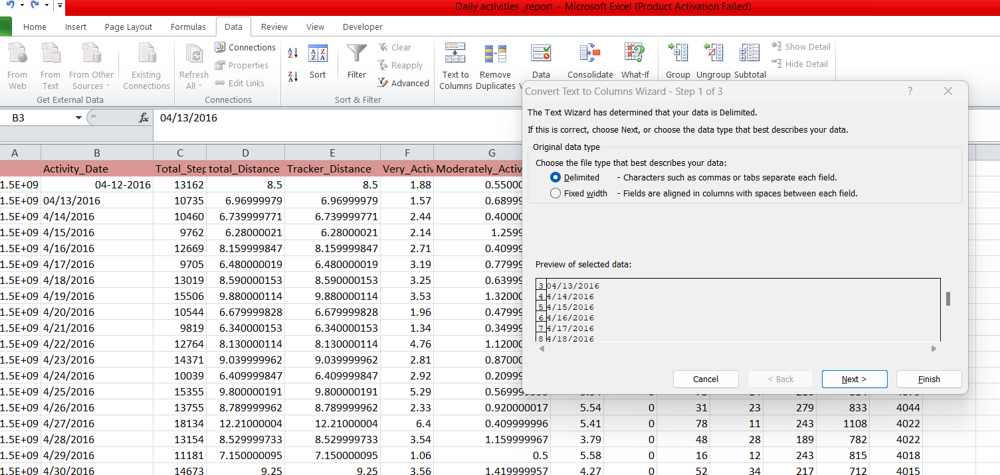 Daily activities _report - Microsoft Excel (Product Activation Failed)
Home Insert Page Layout Formulas Data Review View Developer
From Web
From Text
From Other Sources
Existing Connections
Get External Data
Refresh All
Connections
Properties
Edit Links
Connections
Sort
Filter
Clear
Reapply
Advanced
Sort & Filter
Text to Columns
Remove Duplicates
Data
Consolidate
What-If
Group
Ungroup
Subtotal
Show Detail
Hide Detail
B3 fx 04/13/2016
A B C D E F G
Activity_Date Total_Step total_Distance Tracker_Distance Very_Activ Moderately_Activ
1.5E+09 04-12-2016 13162 8.5 8.5 1.88 0.55000
1.5E+09 04/13/2016 10735 6.96999979 6.96999979 1.57 0.6899
1.5E+09 4/14/2016 10460 6.739999771 6.739999771 2.44 0.4000
1.5E+09 4/15/2016 9762 6.28000021 6.28000021 2.14 1.2599
1.5E+09 4/16/2016 12669 8.159999847 8.159999847 2.71 0.4099
1.5E+09 4/17/2016 9705 6.480000019 6.480000019 3.19 0.7799
1.5E+09 4/18/2016 13019 8.590000153 8.590000153 3.25 0.6399
1.5E+09 4/19/2016 15506 9.880000114 9.880000114 3.53 1.3200
1.5E+09 4/20/2016 10544 6.679999828 6.679999828 1.96 0.4799
1.5E+09 4/21/2016 9819 6.340000153 6.340000153 1.34 0.3499
1.5E+09 4/22/2016 12764 8.130000114 8.130000114 4.76 1.1200
1.5E+09 4/23/2016 14371 9.039999962 9.039999962 2.81 0.8700
1.5E+09 4/24/2016 10039 6.409999847 6.409999847 2.92 0.2099
1.5E+09 4/25/2016 15355 9.800000191 9.800000191 5.29
1.5E+09 4/26/2016 13755 8.789999962 8.789999962 2.33 0.920000017 5.54 0 31 23 279 833 4044
1.5E+09 4/27/2016 18134 12.21000004 12.21000004 6.4 0.409999996 5.41 0 78 11 243 1108 4022
1.5E+09 4/28/2016 13154 8.529999733 8.529999733 3.54 1.159999967 3.79 0 48 28 189 782 4022
1.5E+09 4/29/2016 11181 7.150000095 7.150000095 1.06 0.5 5.58 0 16 12 243 815 4018
1.5E+09 4/30/2016 14673 9.25 9.25 3.56 1.419999957 4.27 0 52 34 217 712 4015
Convert Text to Columns Wizard - Step 1 of 3 ?
The Text Wizard has determined that your data is Delimited.
If this is correct, choose Next, or choose the data type that best describes your data.
Original data type
Choose the file type that best describes your data:
Delimited - Characters such as commas or tabs separate each field.
Fixed width - Fields are aligned in columns with spaces between each field.
Preview of selected data:
3 04/13/2016
4 4/14/2016
5 4/15/2016
6 4/16/2016
7 4/17/2016
8 4/18/2016
Cancel < Back Next > Finish